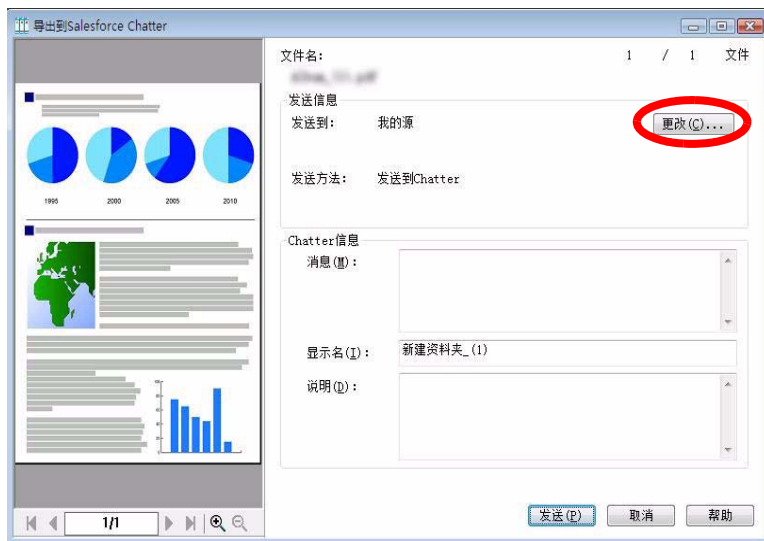 导出到Salesforce Chatter
文件名: 1 / 1 文件
发送信息
发送到: 我的源 更改(C)...
发送方法: 发送到Chatter
1995 2000 2005 2010
Chatter信息
消息(M):
显示名(I): 新建资料夹_(1)
说明(D):
1/1
发送(P) 取消 帮助